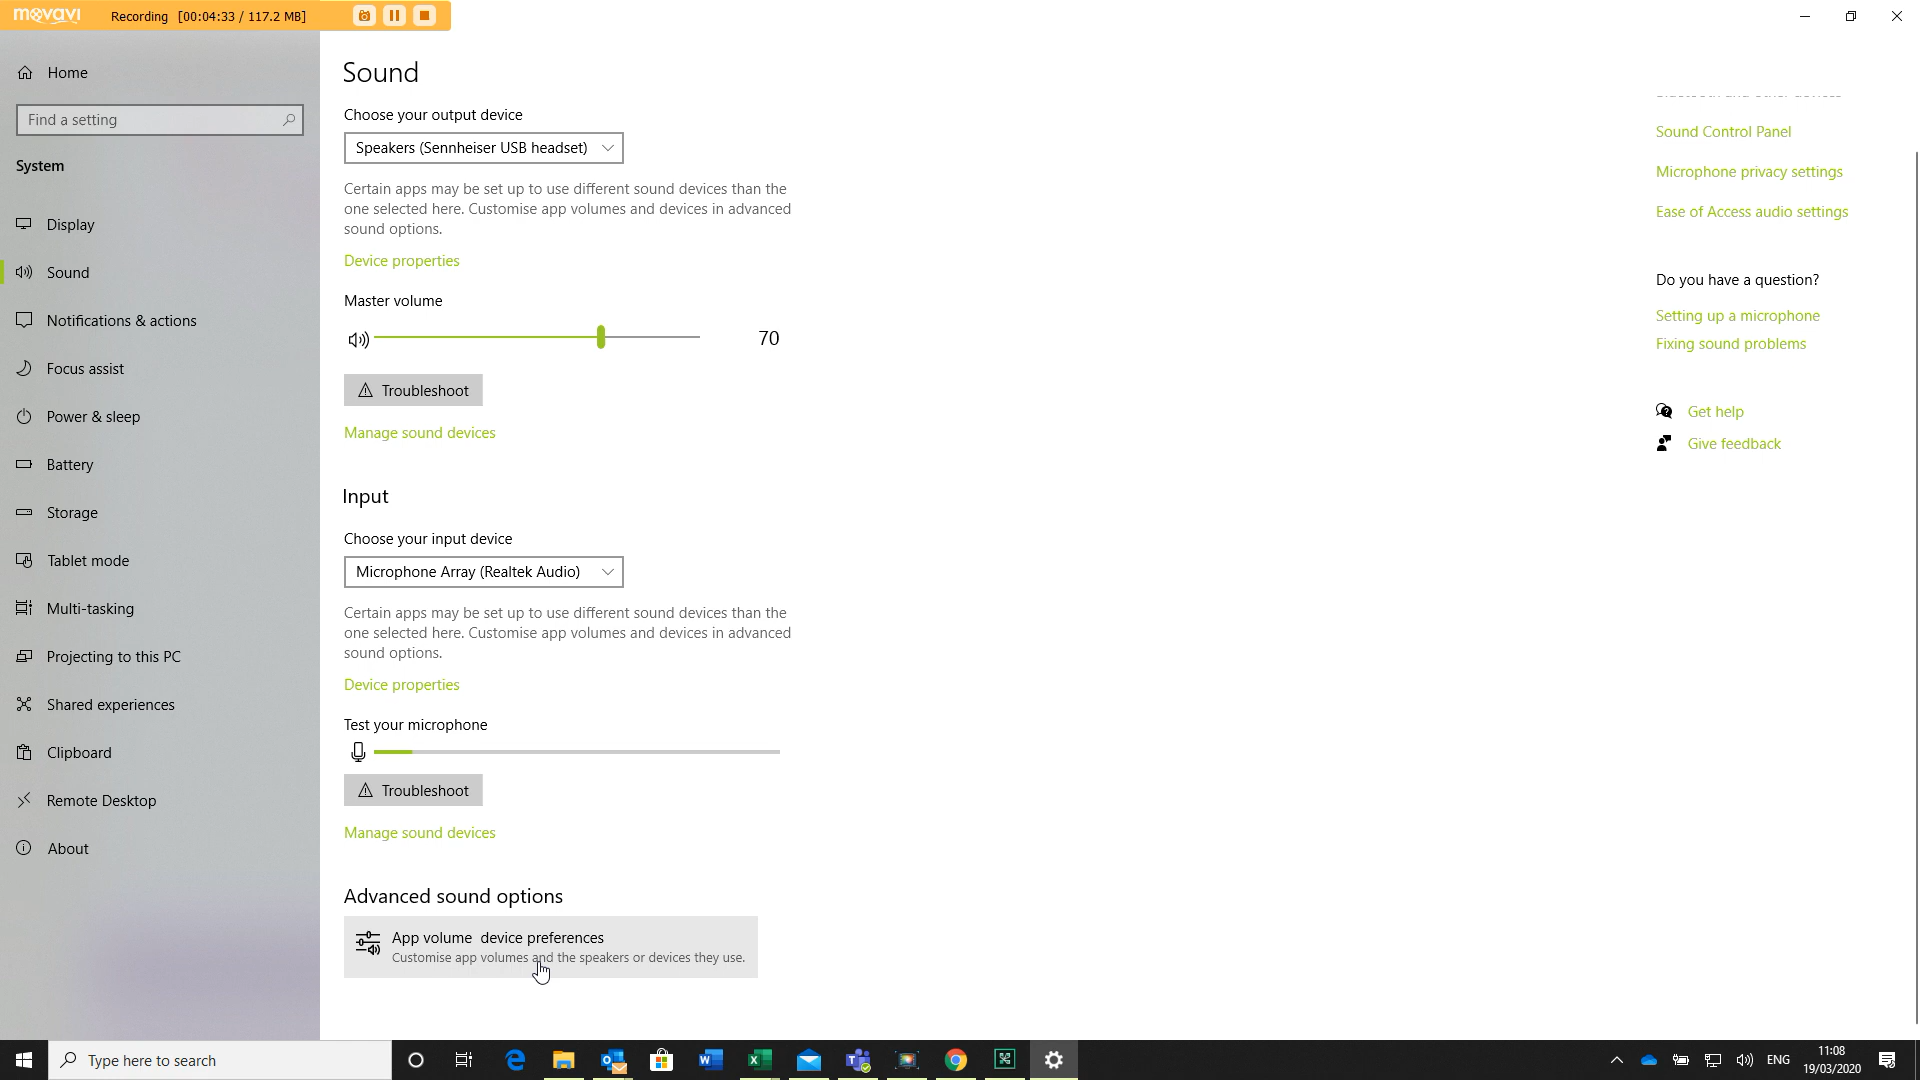 movavi
Recording [00:04:33 / 117.2 MB]
Home
Find a setting
System
Display
Sound
Notifications & actions
Focus assist
Power & sleep
Battery
Storage
Tablet mode
Multi-tasking
Projecting to this PC
Shared experiences
Clipboard
Remote Desktop
About
Sound
Choose your output device
Speakers (Sennheiser USB headset)
Certain apps may be set up to use different sound devices than the
one selected here. Customise app volumes and devices in advanced
sound options.
Device properties
Master volume
70
Troubleshoot
Manage sound devices
Input
Choose your input device
Microphone Array (Realtek Audio)
Certain apps may be set up to use different sound devices than the
one selected here. Customise app volumes and devices in advanced
sound options.
Device properties
Test your microphone
Troubleshoot
Manage sound devices
Advanced sound options
App volume device preferences
Customise app volumes and the speakers or devices they use.
Sound Control Panel
Microphone privacy settings
Ease of Access audio settings
Do you have a question?
Setting up a microphone
Fixing sound problems
Get help
Give feedback
Type here to search
ENG
11:08
19/03/2020